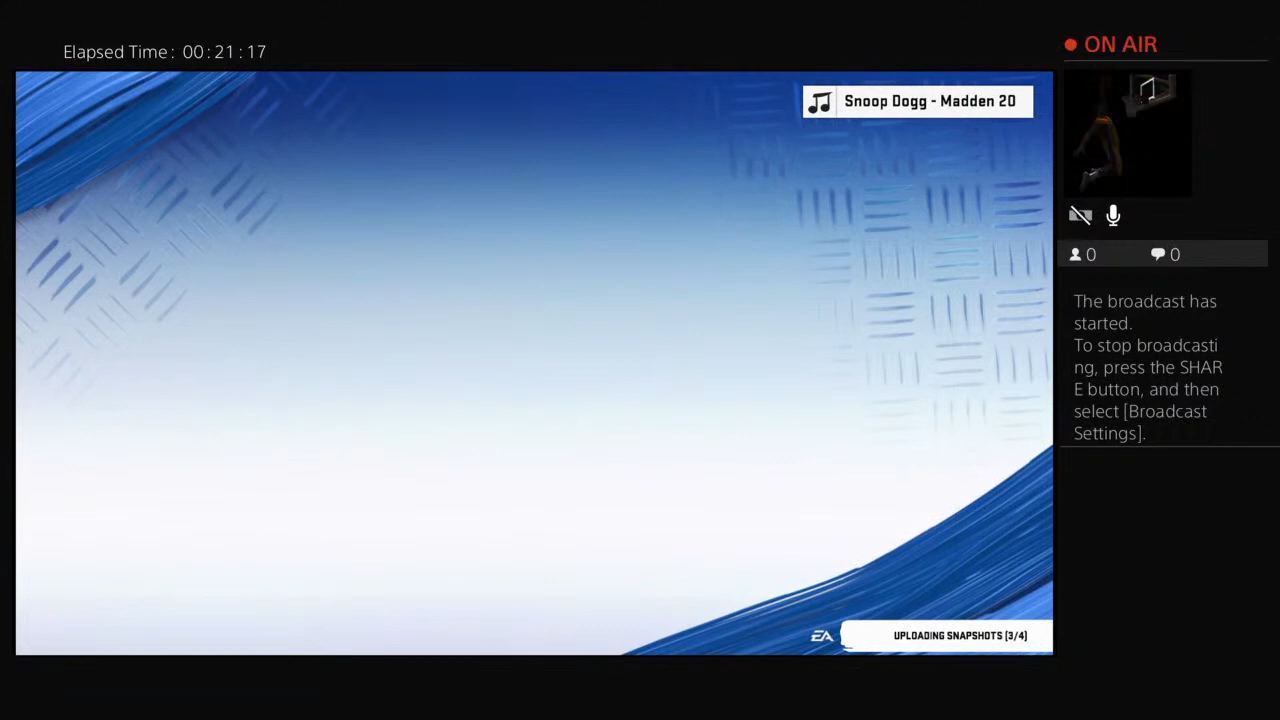 Elapsed Time: 00:21:17
ON AIR
Snoop Dogg - Madden 20
0 0
The broadcast has
started.
To stop broadcasti
ng, press the SHAR
E button, and then
select [Broadcast
Settings].
EA
UPLOADING SNAPSHOTS (3/4)